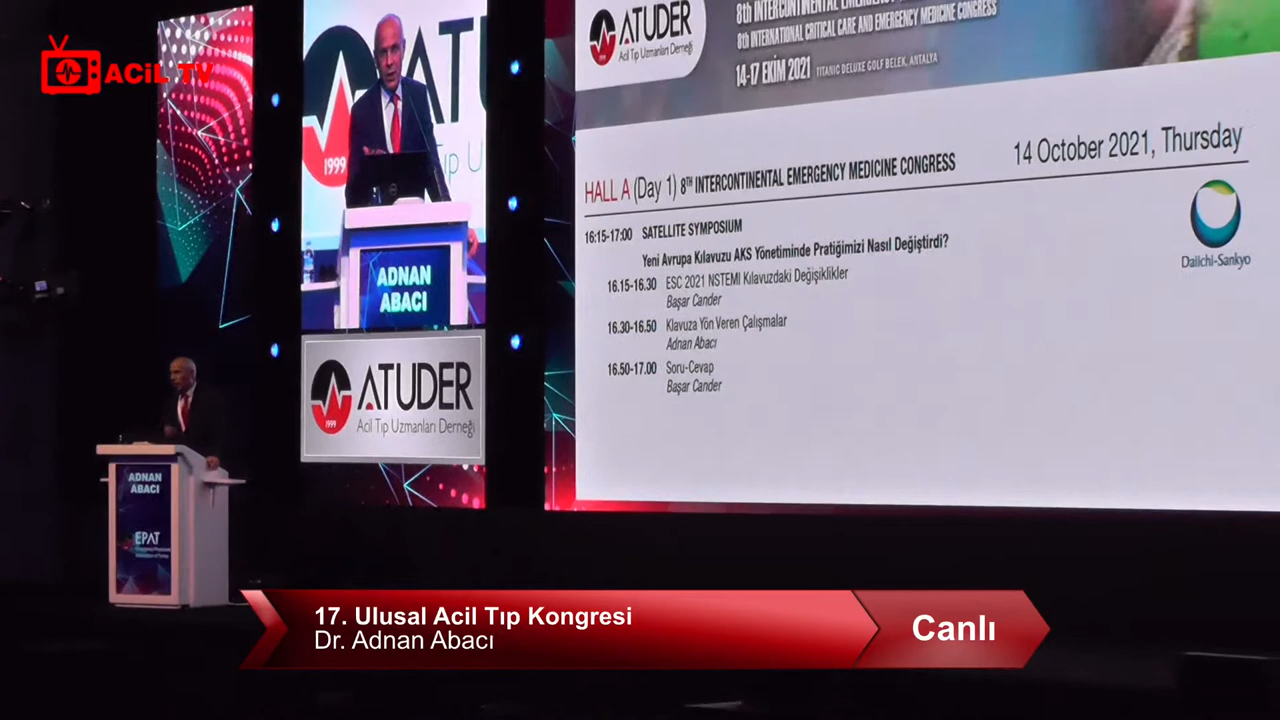 ACiL TV
1999
ADNAN
ABACI
1999
ATUDER
Acil Tıp Uzmanları Derneği
ADNAN
ABACI
EPAT
1999
ATUDER
Acil Tıp Uzmanları Derneği
8th INTERCONTINENTAL
8th INTERNATIONAL CRITICAL CARE AND EMERGENCY MEDICINE CONGRESS
14-17 EKİM 2021 TITANIC DELUXE GOLF BELEK, ANTALYA
14 October 2021, Thursday
HALL A (Day 1) 8TH INTERCONTINENTAL EMERGENCY MEDICINE CONGRESS
16:15-17:00 SATELLITE SYMPOSIUM
Yeni Avrupa Kılavuzu AKS Yönetiminde Pratiğimizi Nasıl Değiştirdi?
16.15-16.30 ESC 2021 NSTEMI Kılavuzdaki Değişiklikler
Başar Cander
16.30-16.50 Klavuza Yön Veren Çalışmalar
Adnan Abacı
16.50-17.00 Soru-Cevap
Başar Cander
Daiichi-Sankyo
17. Ulusal Acil Tıp Kongresi
Dr. Adnan Abacı
Canlı